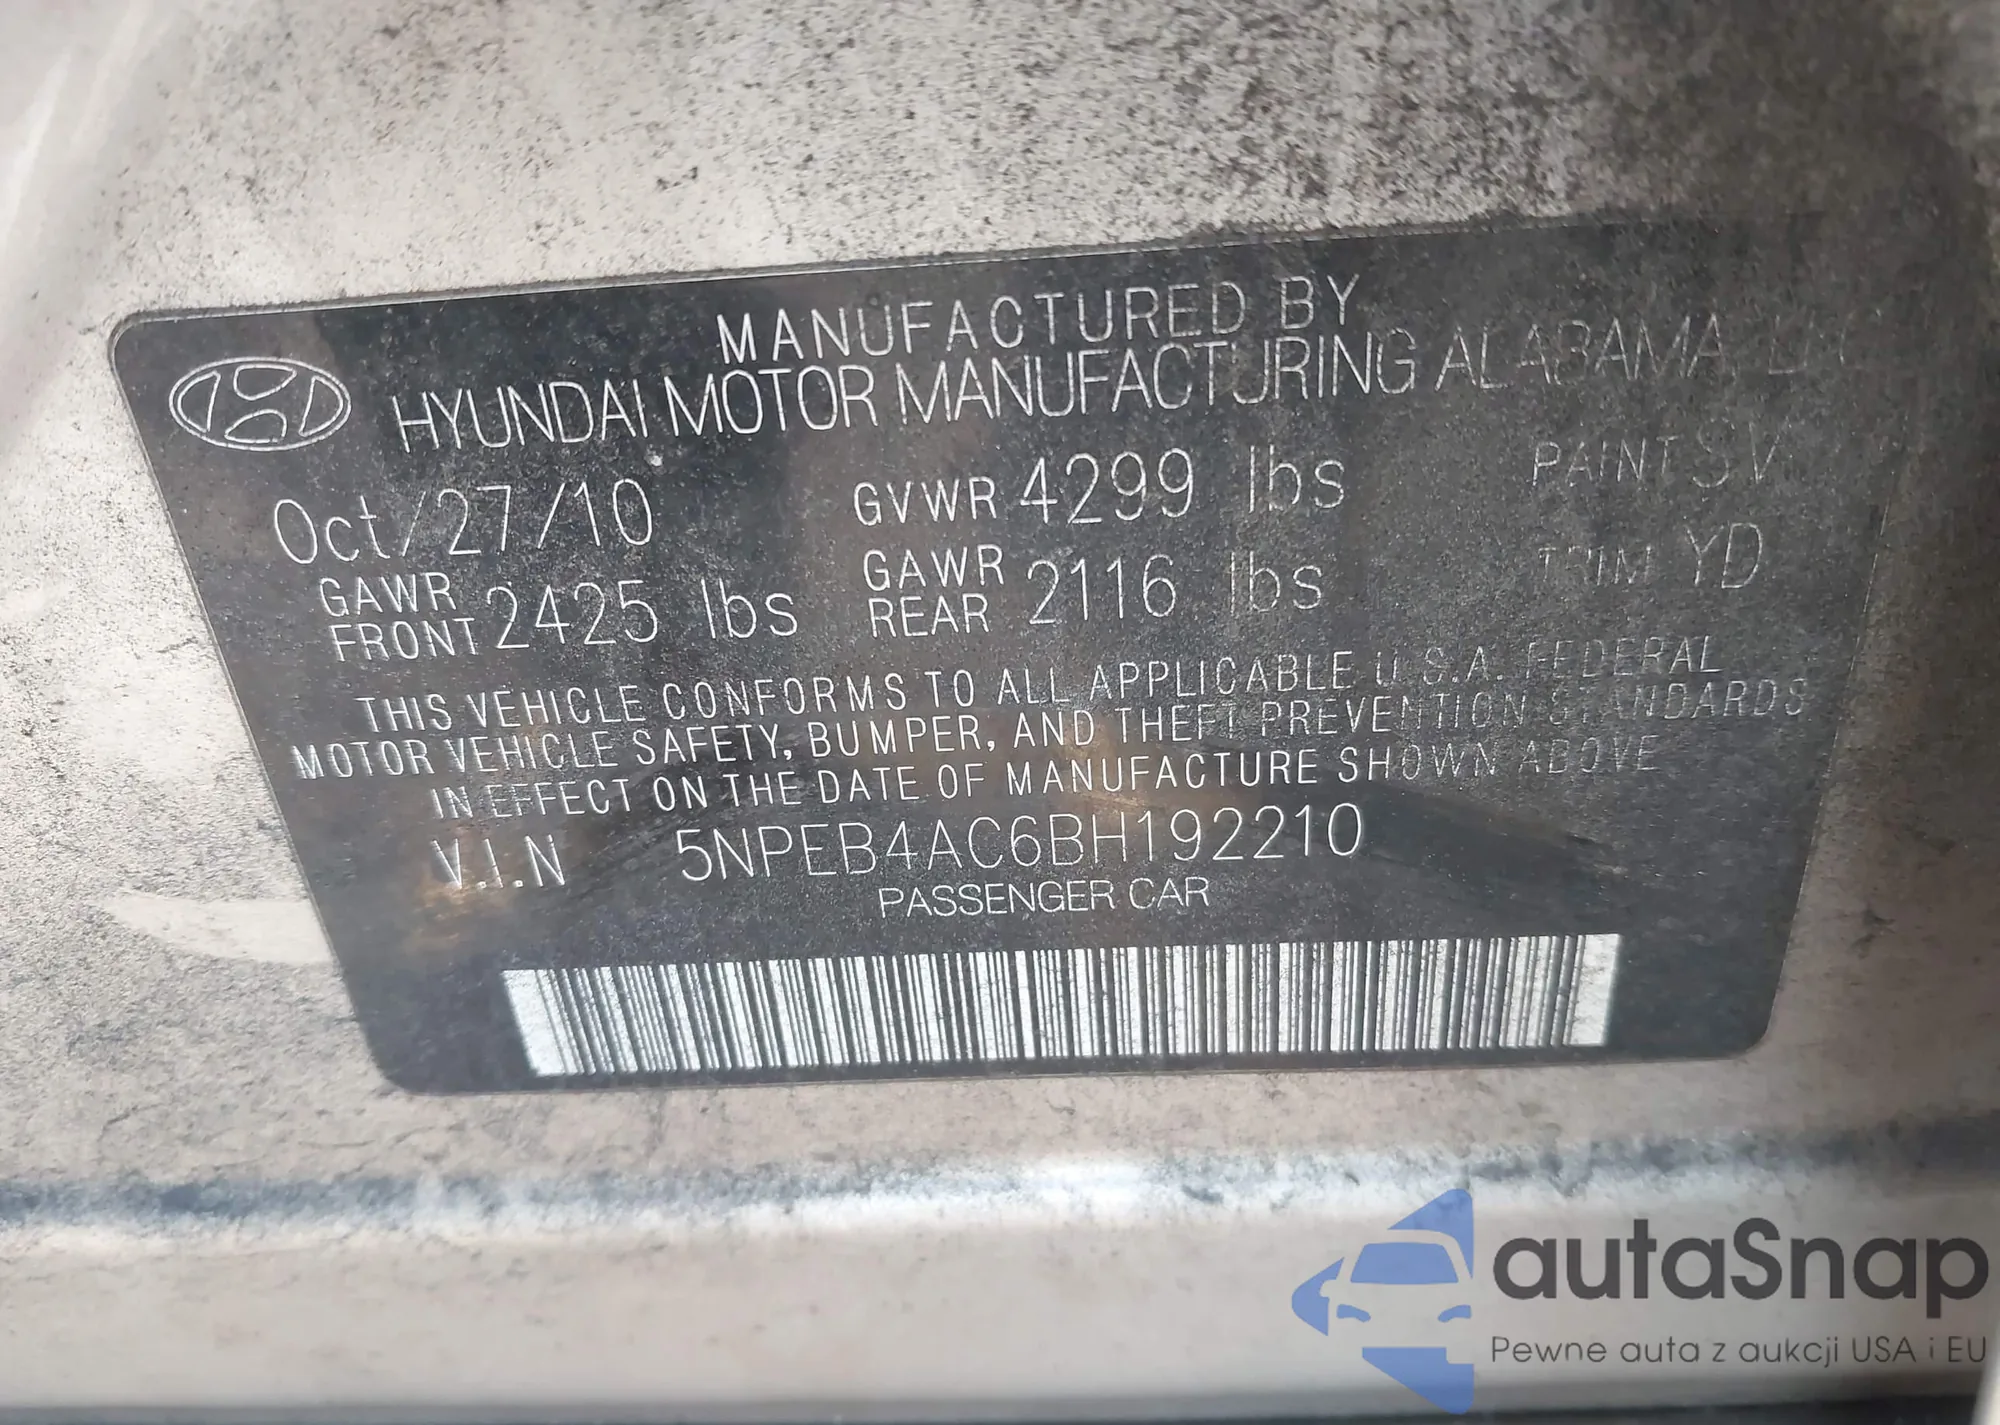 MANUFACTURED BY
HYUNDAI MOTOR MANUFACTURING ALABAMA, LLC
Oct/27/10 GVWR 4299 lbs PAINT SV
GAWR FRONT 2425 lbs GAWR REAR 2116 lbs TRIM YD
THIS VEHICLE CONFORMS TO ALL APPLICABLE U.S.A. FEDERAL
MOTOR VEHICLE SAFETY, BUMPER, AND THEFT PREVENTION STANDARDS
IN EFFECT ON THE DATE OF MANUFACTURE SHOWN ABOVE
V.I.N 5NPEB4AC6BH192210
PASSENGER CAR
autaSnap
Pewne auta z aukcji USA i EU